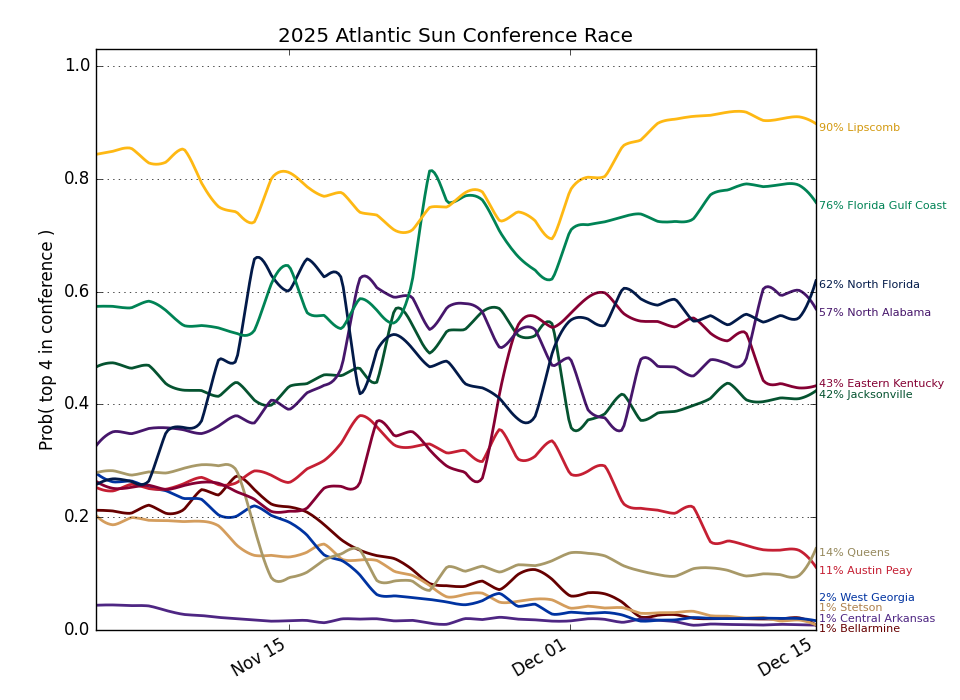 2025 Atlantic Sun Conference Race
Prob( top 4 in conference )
1.0
0.8
0.6
0.4
0.2
0.0
Nov 15
Dec 01
Dec 15
90% Lipscomb
76% Florida Gulf Coast
62% North Florida
57% North Alabama
43% Eastern Kentucky
42% Jacksonville
14% Queens
11% Austin Peay
2% West Georgia
1% Stetson
1% Central Arkansas
1% Bellarmine